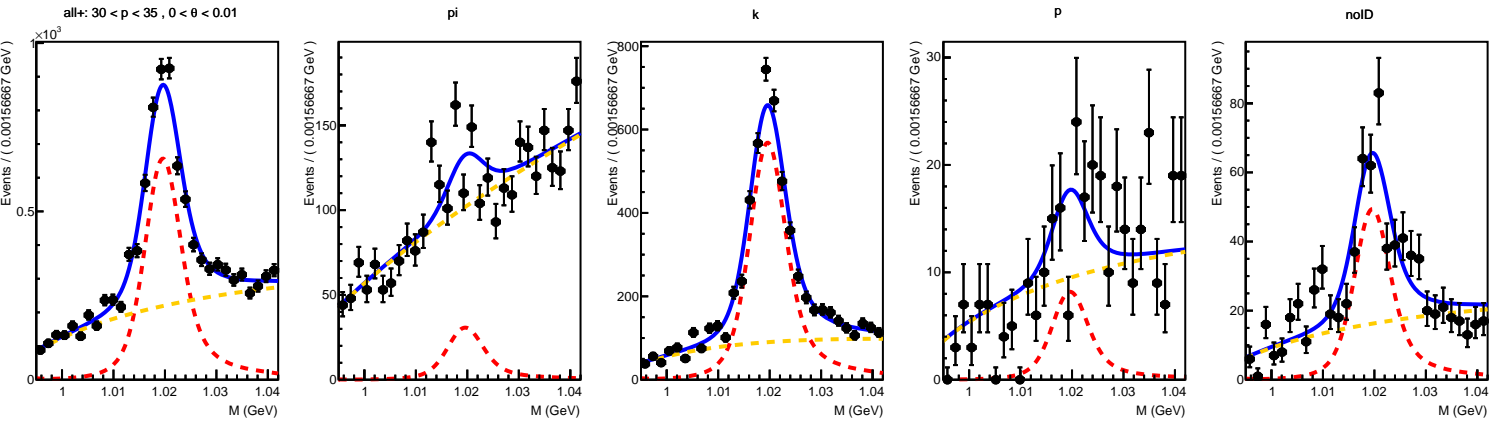 all+: 30 < p < 35 , 0 < θ < 0.01
×10³
Events / ( 0.00156667 GeV )
1
0.5
0
1 1.01 1.02 1.03 1.04
M (GeV)
pi
Events / ( 0.00156667 GeV )
150
100
50
0
1 1.01 1.02 1.03 1.04
M (GeV)
k
Events / ( 0.00156667 GeV )
800
600
400
200
0
1 1.01 1.02 1.03 1.04
M (GeV)
p
Events / ( 0.00156667 GeV )
30
20
10
0
1 1.01 1.02 1.03 1.04
M (GeV)
noID
Events / ( 0.00156667 GeV )
80
60
40
20
0
1 1.01 1.02 1.03 1.04
M (GeV)